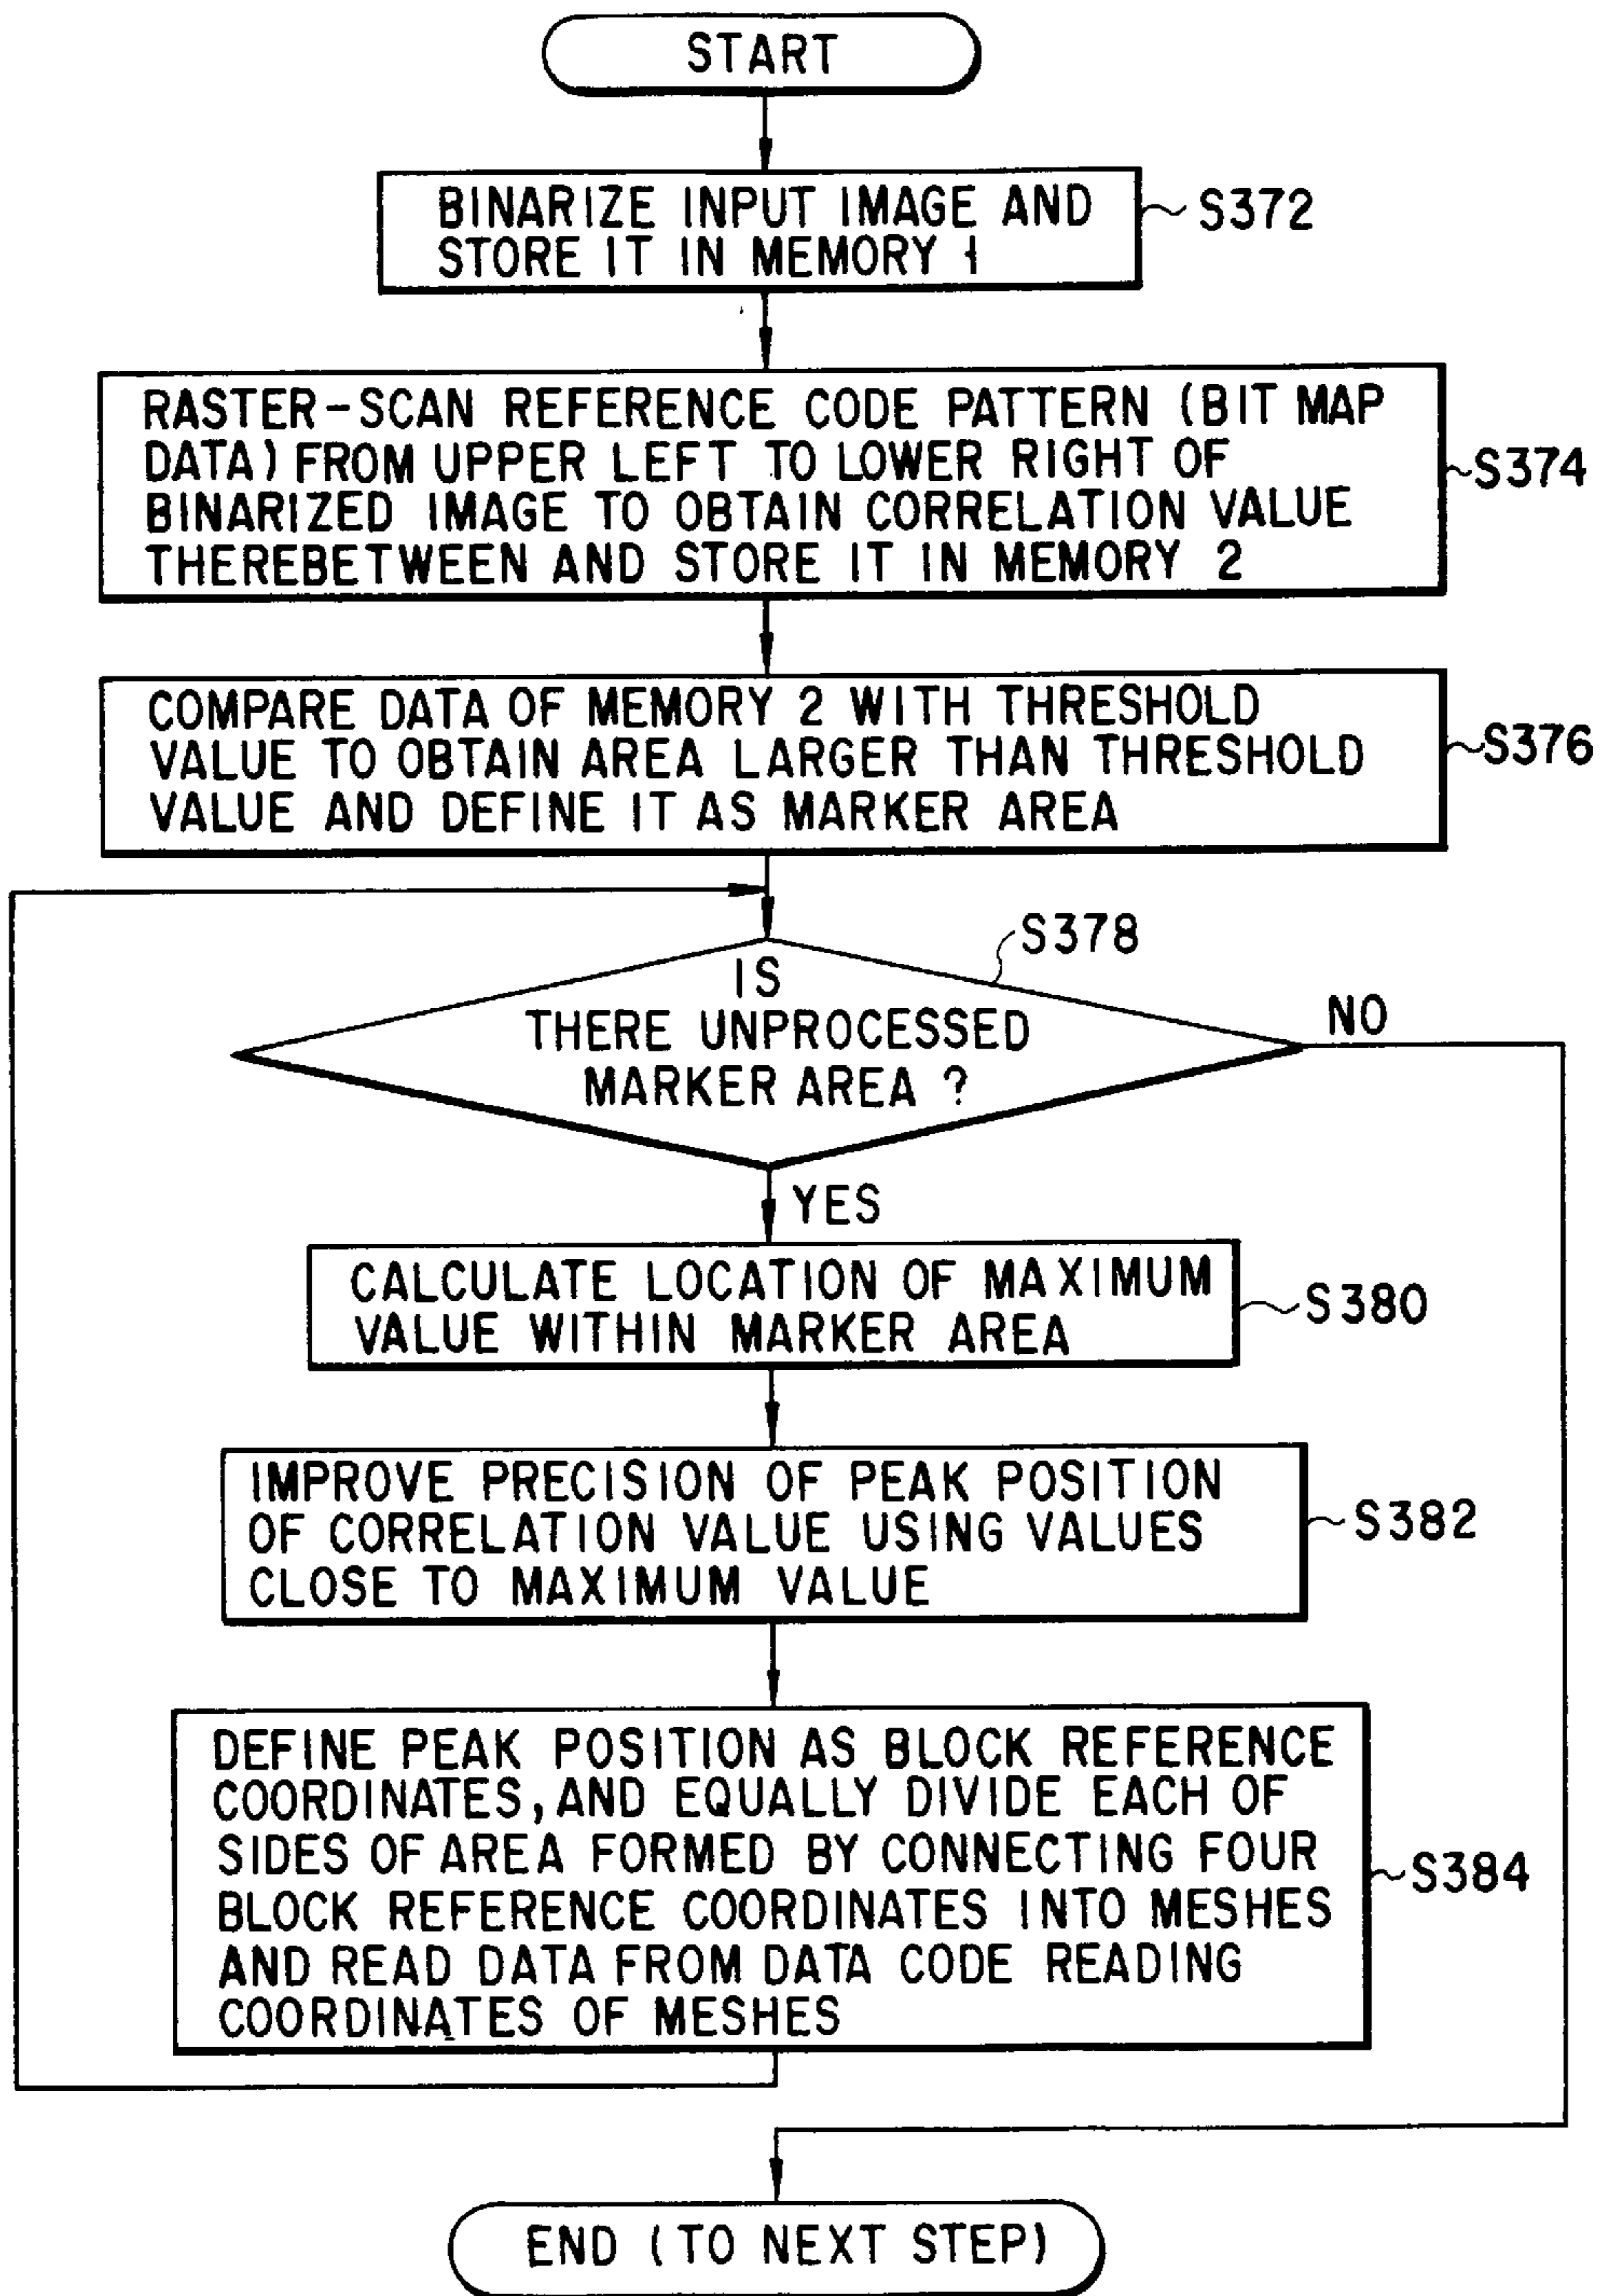 START
BINARIZE INPUT IMAGE AND
STORE IT IN MEMORY 1
S372
RASTER-SCAN REFERENCE CODE PATTERN (BIT MAP
DATA) FROM UPPER LEFT TO LOWER RIGHT OF
BINARIZED IMAGE TO OBTAIN CORRELATION VALUE
THEREBETWEEN AND STORE IT IN MEMORY 2
S374
COMPARE DATA OF MEMORY 2 WITH THRESHOLD
VALUE TO OBTAIN AREA LARGER THAN THRESHOLD
VALUE AND DEFINE IT AS MARKER AREA
S376
S378
IS
THERE UNPROCESSED
MARKER AREA ?
NO
YES
CALCULATE LOCATION OF MAXIMUM
VALUE WITHIN MARKER AREA
S380
IMPROVE PRECISION OF PEAK POSITION
OF CORRELATION VALUE USING VALUES
CLOSE TO MAXIMUM VALUE
S382
DEFINE PEAK POSITION AS BLOCK REFERENCE
COORDINATES, AND EQUALLY DIVIDE EACH OF
SIDES OF AREA FORMED BY CONNECTING FOUR
BLOCK REFERENCE COORDINATES INTO MESHES
AND READ DATA FROM DATA CODE READING
COORDINATES OF MESHES
S384
END (TO NEXT STEP)